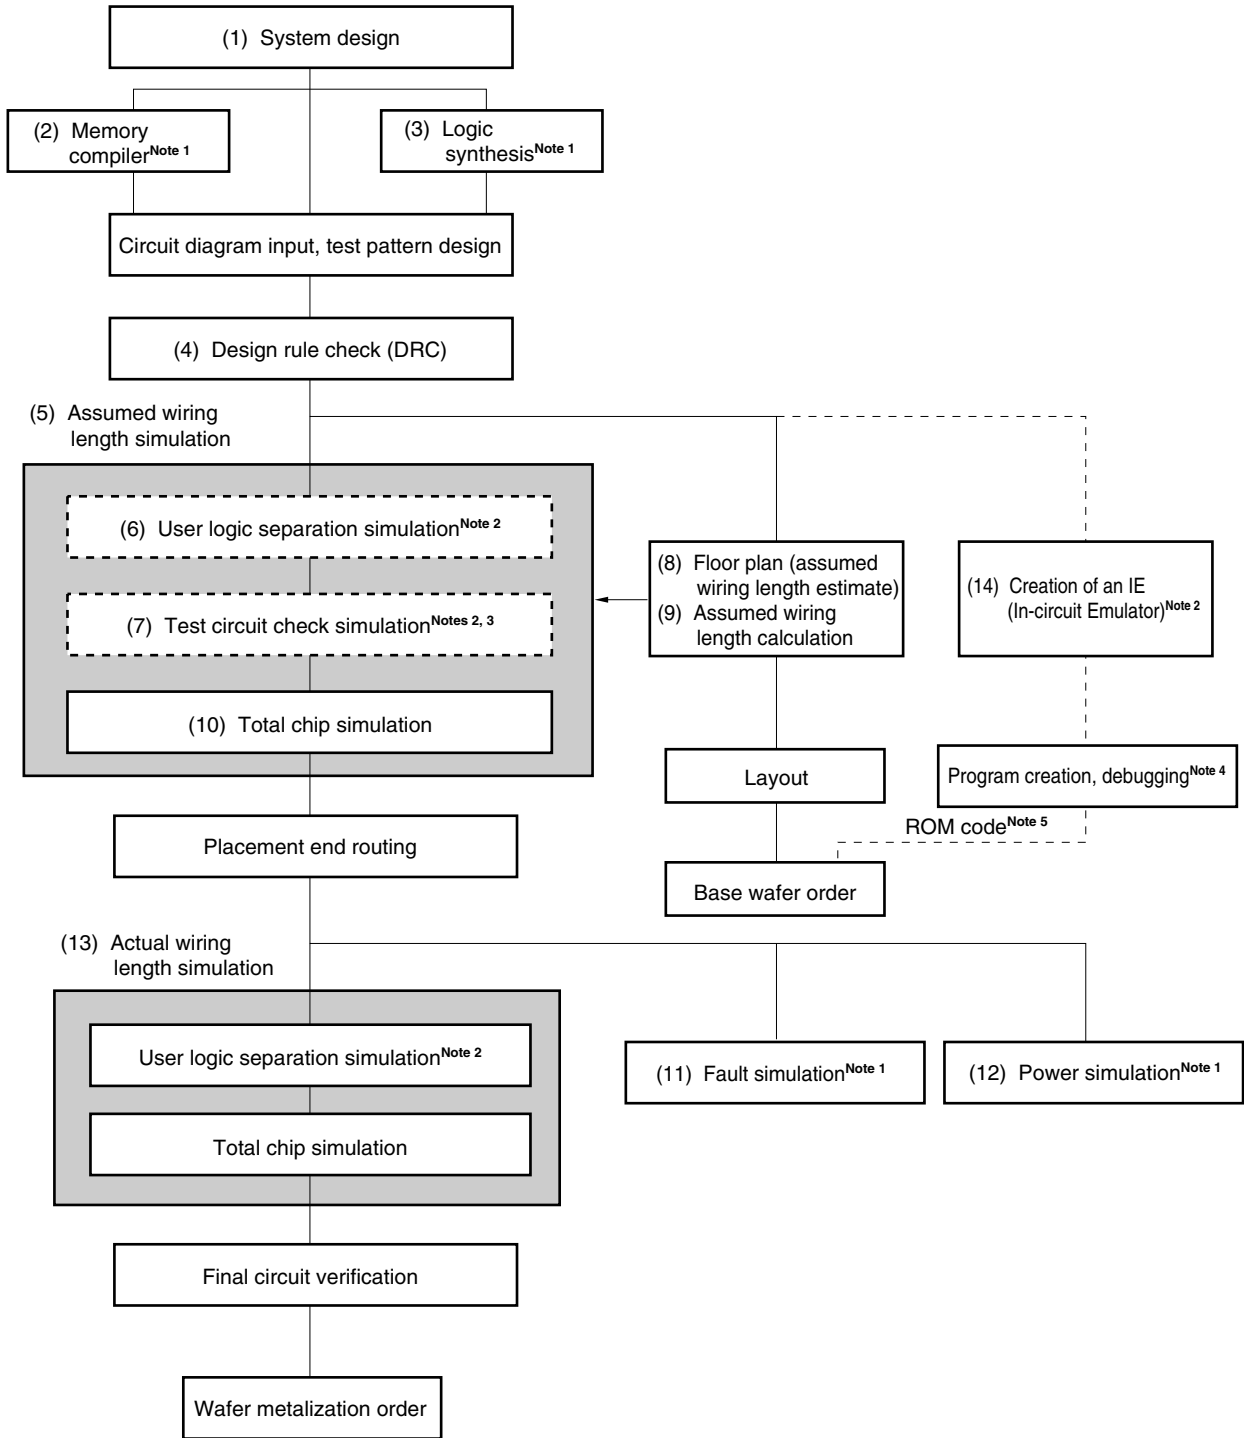 (1) System design
(2) Memory
compiler Note 1
(3) Logic
synthesis Note 1
Circuit diagram input, test pattern design
(4) Design rule check (DRC)
(5) Assumed wiring
length simulation
(6) User logic separation simulation Note 2
(7) Test circuit check simulation Notes 2, 3
(10) Total chip simulation
(8) Floor plan (assumed
wiring length estimate)
(9) Assumed wiring
length calculation
(14) Creation of an IE
(In-circuit Emulator) Note 2
Layout
Program creation, debugging Note 4
ROM code Note 5
Base wafer order
Placement end routing
(13) Actual wiring
length simulation
User logic separation simulation Note 2
Total chip simulation
(11) Fault simulation Note 1
(12) Power simulation Note 1
Final circuit verification
Wafer metalization order